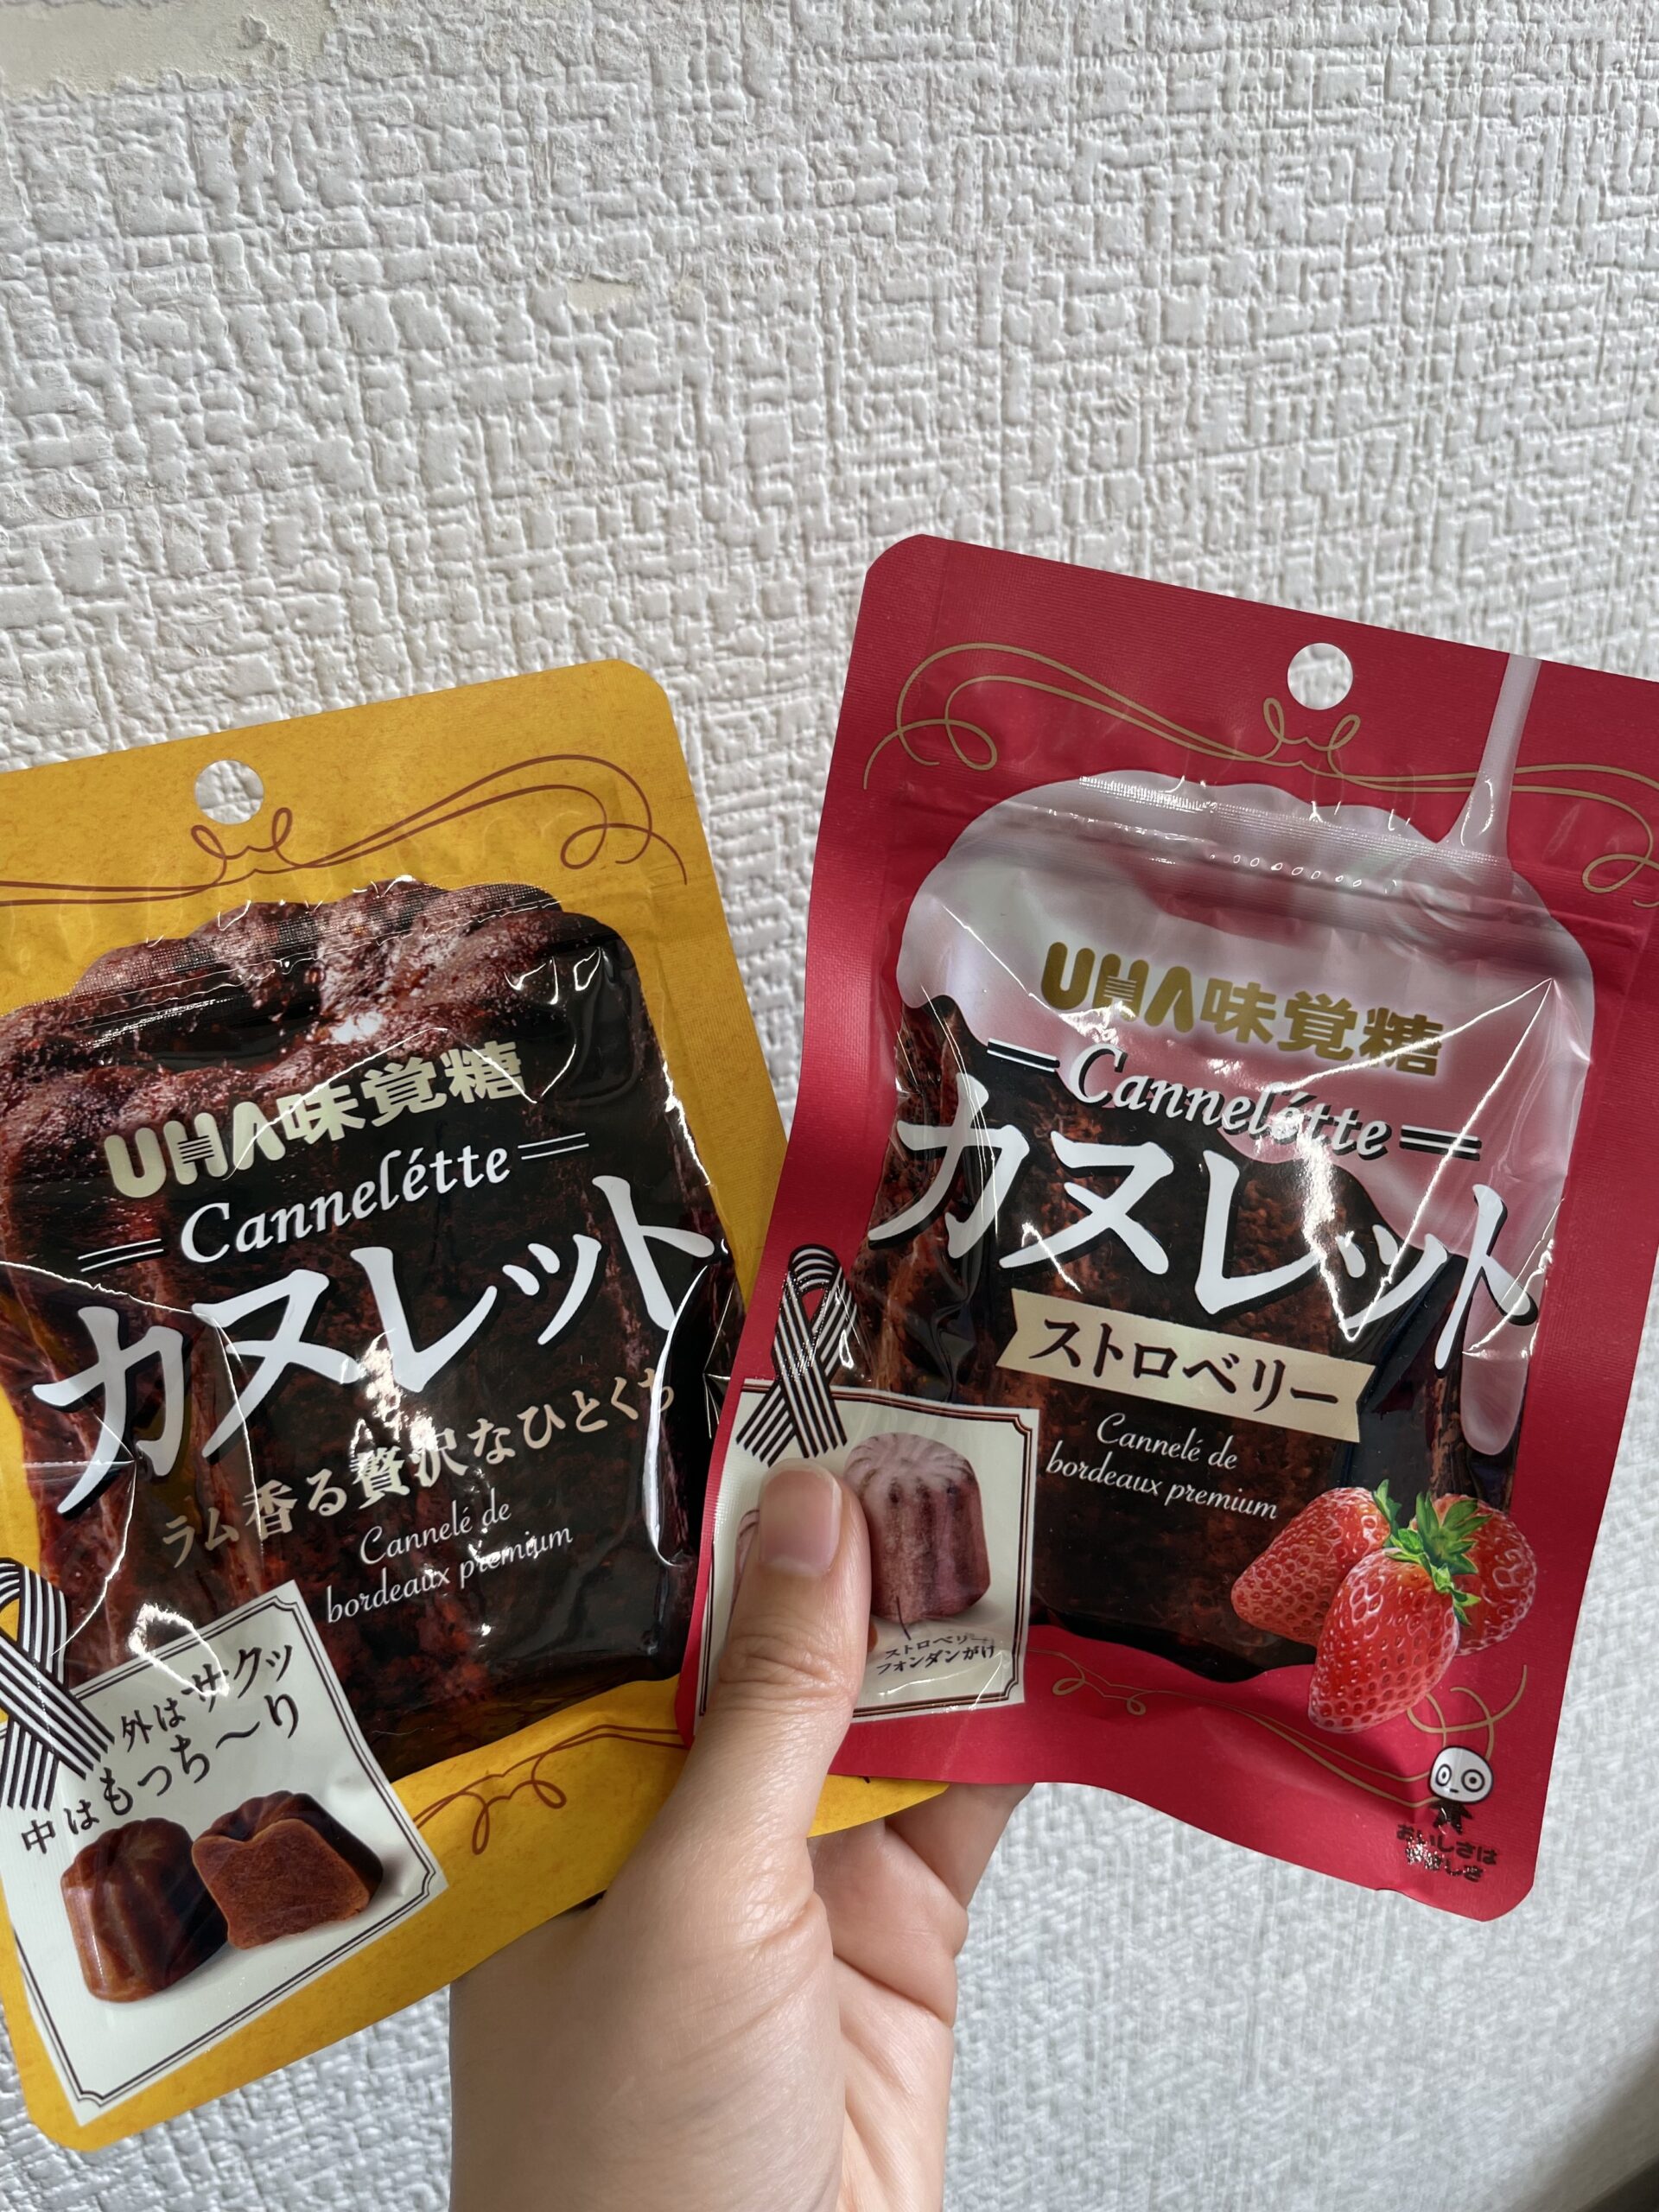 UHA味覚糖
Cannelétte
カヌレット
ラム香る贅沢なひとくち
Cannelé de
bordeaux premium
外はサクッ
中はもっち〜り
UHA味覚糖
Cannelétte
カヌレット
ストロベリー
Cannelé de
bordeaux premium
ストロベリー
フォンダンがけ
おいしさは
やさしさ